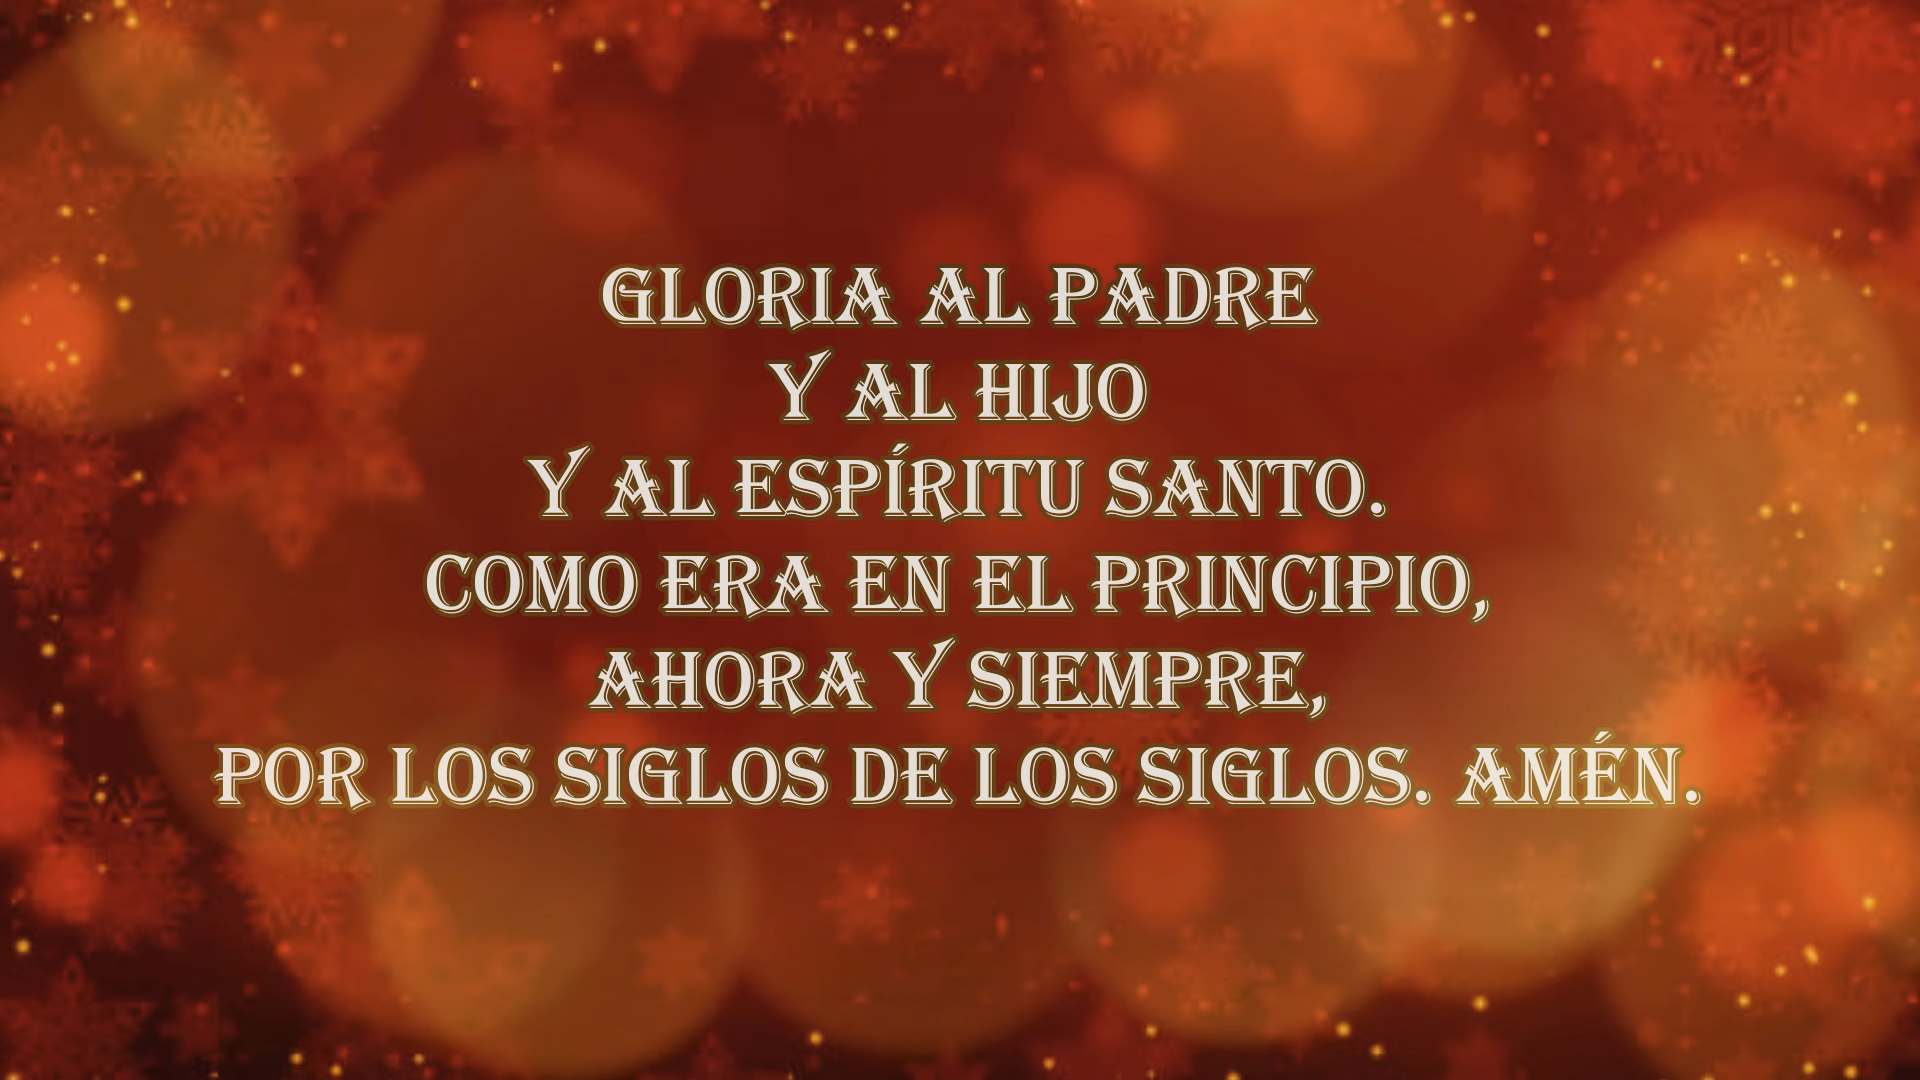 GLORIA AL PADRE
Y AL HIJO
Y AL ESPÍRITU SANTO.
COMO ERA EN EL PRINCIPIO,
AHORA Y SIEMPRE,
POR LOS SIGLOS DE LOS SIGLOS. AMÉN.